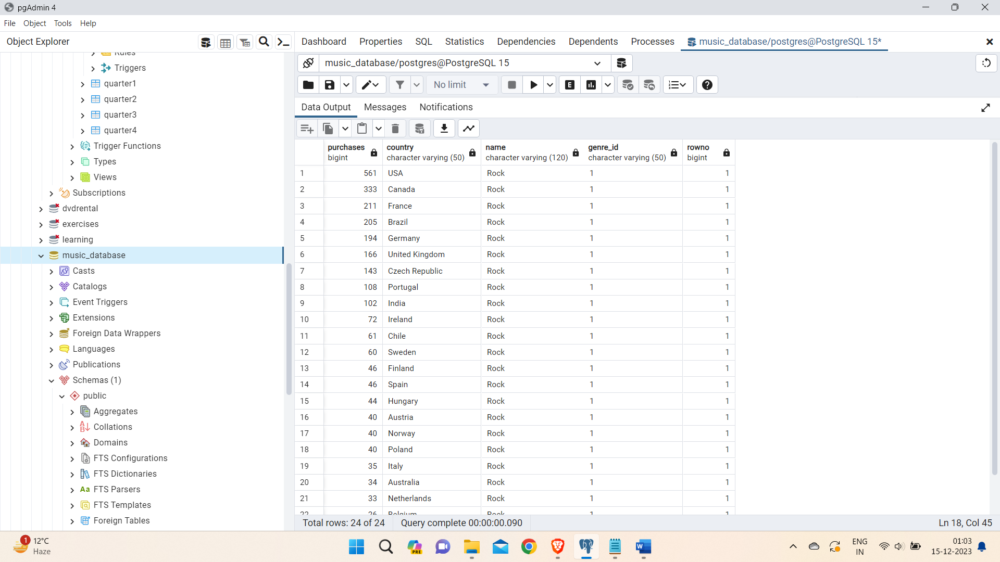 pgAdmin 4
File Object Tools Help
Object Explorer
Dashboard Properties SQL Statistics Dependencies Dependents Processes music_database/postgres@PostgreSQL 15*
music_database/postgres@PostgreSQL 15
No limit
E
Data Output Messages Notifications
Rules
Triggers
quarter1
quarter2
quarter3
quarter4
Trigger Functions
Types
Views
Subscriptions
dvdrental
exercises
learning
music_database
Casts
Catalogs
Event Triggers
Extensions
Foreign Data Wrappers
Languages
Publications
Schemas (1)
public
Aggregates
Collations
Domains
FTS Configurations
FTS Dictionaries
Aa FTS Parsers
FTS Templates
Foreign Tables
purchases country name genre_id rowno
bigint character varying (50) character varying (120) character varying (50) bigint
1 561 USA Rock 1 1
2 333 Canada Rock 1 1
3 211 France Rock 1 1
4 205 Brazil Rock 1 1
5 194 Germany Rock 1 1
6 166 United Kingdom Rock 1 1
7 143 Czech Republic Rock 1 1
8 108 Portugal Rock 1 1
9 102 India Rock 1 1
10 72 Ireland Rock 1 1
11 61 Chile Rock 1 1
12 60 Sweden Rock 1 1
13 46 Finland Rock 1 1
14 46 Spain Rock 1 1
15 44 Hungary Rock 1 1
16 40 Austria Rock 1 1
17 40 Norway Rock 1 1
18 40 Poland Rock 1 1
19 35 Italy Rock 1 1
20 34 Australia Rock 1 1
21 33 Netherlands Rock 1 1
22 26 Belgium Rock 1 1
Total rows: 24 of 24 Query complete 00:00:00.090 Ln 18, Col 45
1 12°C
Haze
PRE
W
ENG
IN
01:03
15-12-2023